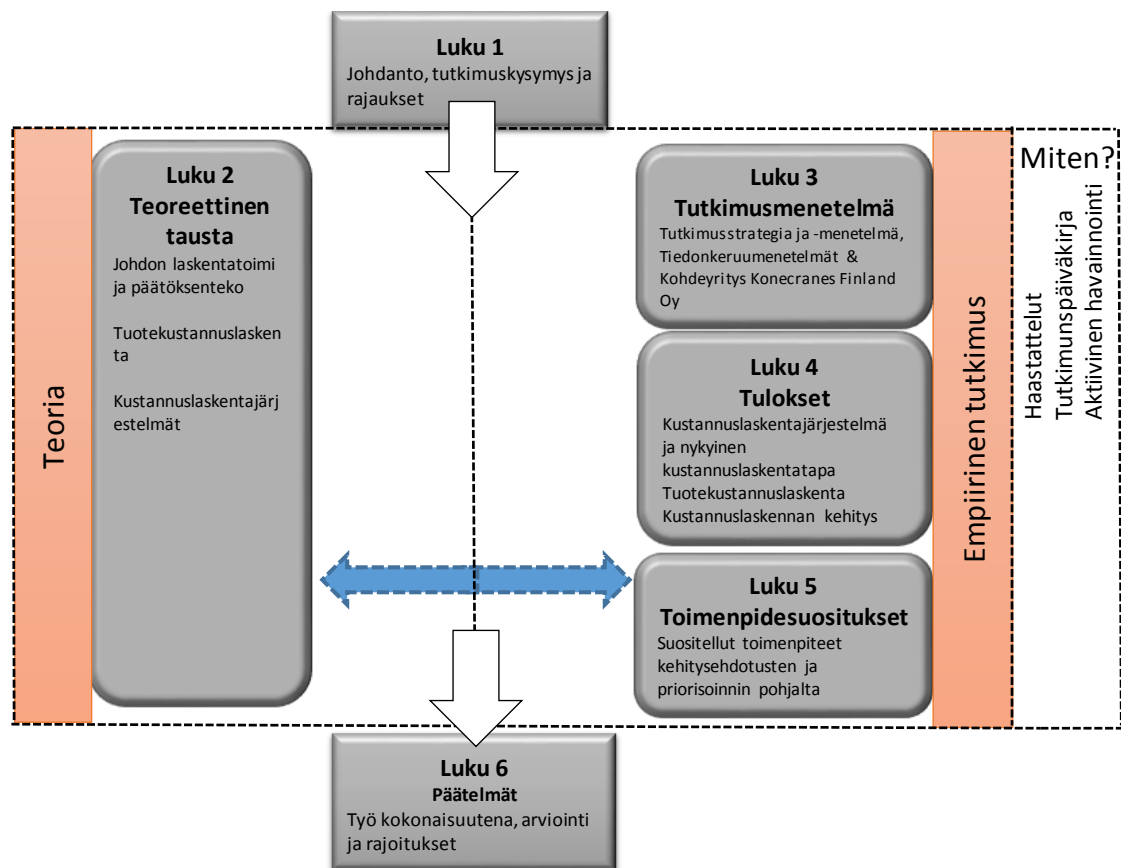 Luku 1
Johdanto, tutkimuskysymys ja
rajaukset
Teoria
Luku 2
Teoreettinen
tausta
Johdon laskentatoimi
ja päätöksenteko
Tuotekustannuslasken
ta
Kustannuslaskentajärj
estelmät
Luku 3
Tutkimusmenetelmä
Tutkimusstrategia ja -menetelmä,
Tiedonkeruumenetelmät &
Kohdeyritys Konecranes Finland
Oy
Luku 4
Tulokset
Kustannuslaskentajärjestelmä
ja nykyinen
kustannuslaskentatapa
Tuotekustannuslaskenta
Kustannuslaskennan kehitys
Luku 5
Toimenpidesuositukset
Suositellut toimenpiteet
kehitysehdotusten ja
priorisoinnin pohjalta
Empiirinen tutkimus
Miten?
Haastattelut
Tutkimunspäiväkirja
Aktiivinen havainnointi
Luku 6
Päätelmät
Työ kokonaisuutena, arviointi
ja rajoitukset